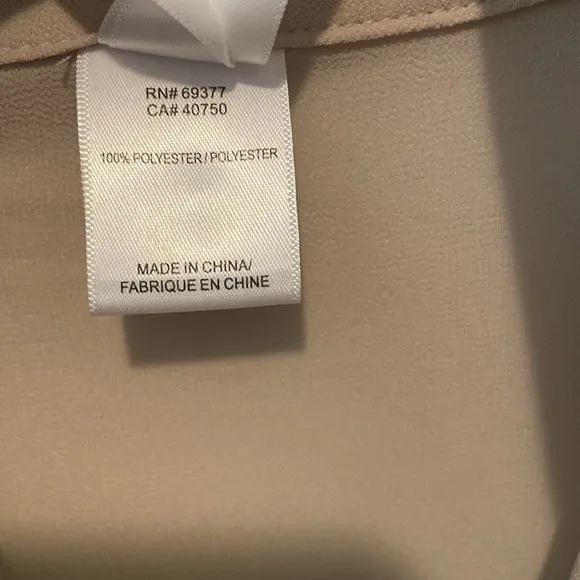 RN# 69377
CA# 40750
100% POLYESTER / POLYESTER
MADE IN CHINA/
FABRIQUE EN CHINE